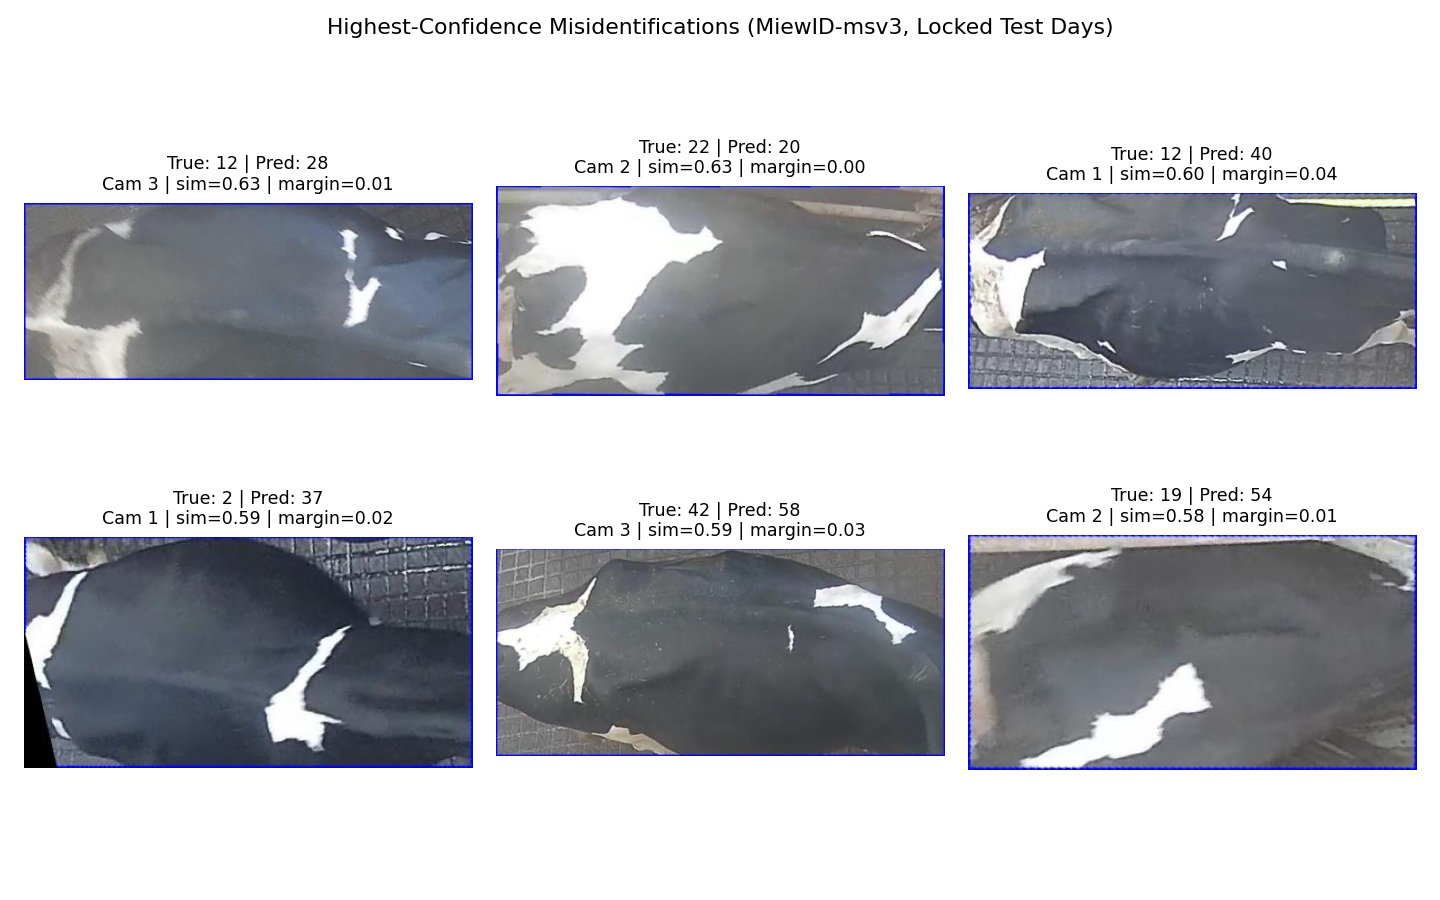 Highest-Confidence Misidentifications (MiewID-msv3, Locked Test Days)
True: 12 | Pred: 28
Cam 3 | sim=0.63 | margin=0.01
True: 22 | Pred: 20
Cam 2 | sim=0.63 | margin=0.00
True: 12 | Pred: 40
Cam 1 | sim=0.60 | margin=0.04
True: 2 | Pred: 37
Cam 1 | sim=0.59 | margin=0.02
True: 42 | Pred: 58
Cam 3 | sim=0.59 | margin=0.03
True: 19 | Pred: 54
Cam 2 | sim=0.58 | margin=0.01